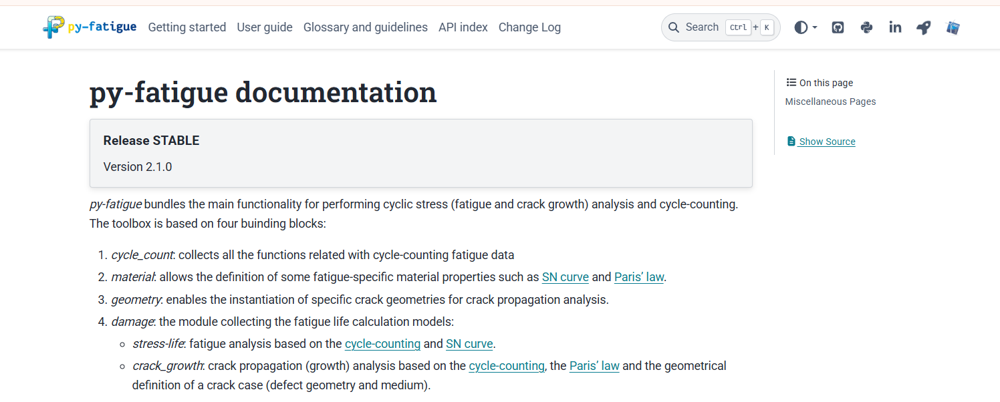 py-fatigue Getting started User guide Glossary and guidelines API index Change Log Search Ctrl + K
py-fatigue documentation
Release STABLE
Version 2.1.0
py-fatigue bundles the main functionality for performing cyclic stress (fatigue and crack growth) analysis and cycle-counting.
The toolbox is based on four buinding blocks:
1. cycle_count: collects all the functions related with cycle-counting fatigue data
2. material: allows the definition of some fatigue-specific material properties such as SN curve and Paris’ law.
3. geometry: enables the instantiation of specific crack geometries for crack propagation analysis.
4. damage: the module collecting the fatigue life calculation models:
◦ stress-life: fatigue analysis based on the cycle-counting and SN curve.
◦ crack_growth: crack propagation (growth) analysis based on the cycle-counting, the Paris’ law and the geometrical
definition of a crack case (defect geometry and medium).
On this page
Miscellaneous Pages
Show Source